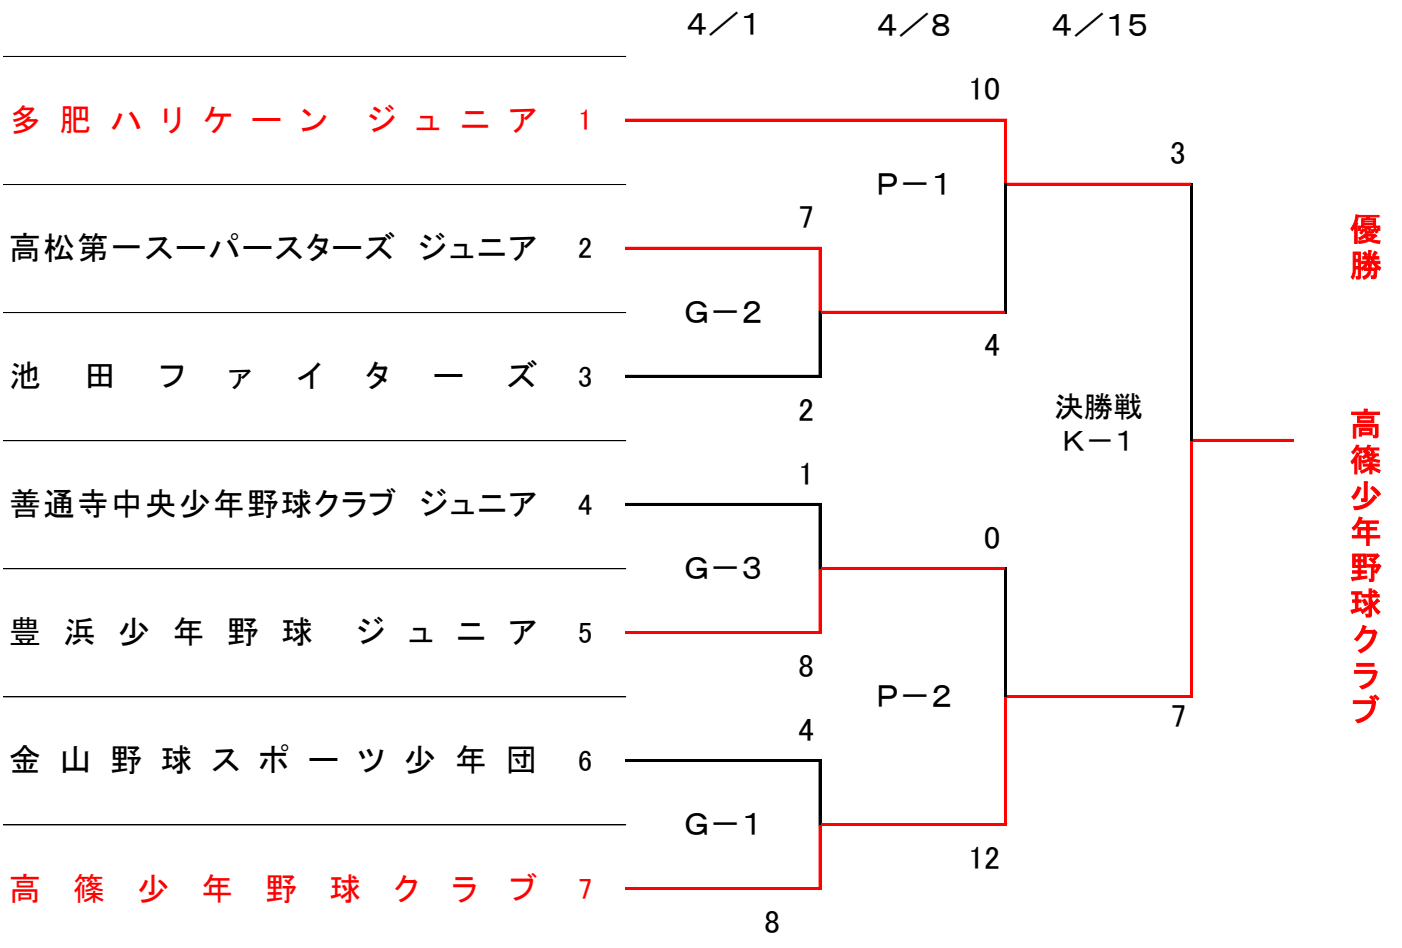 4／1 4／8 4／15
10
多肥ハリケーン ジュニア 1
3
P－1
7
高松第一スーパースターズ ジュニア 2
G－2
4
池田ファイターズ 3
2
決勝戦
K－1
1
善通寺中央少年野球クラブ ジュニア 4
0
G－3
豊浜少年野球 ジュニア 5
8
P－2
7
4
金山野球スポーツ少年団 6
G－1
12
高篠少年野球クラブ 7
8
優勝
高篠少年野球クラブ